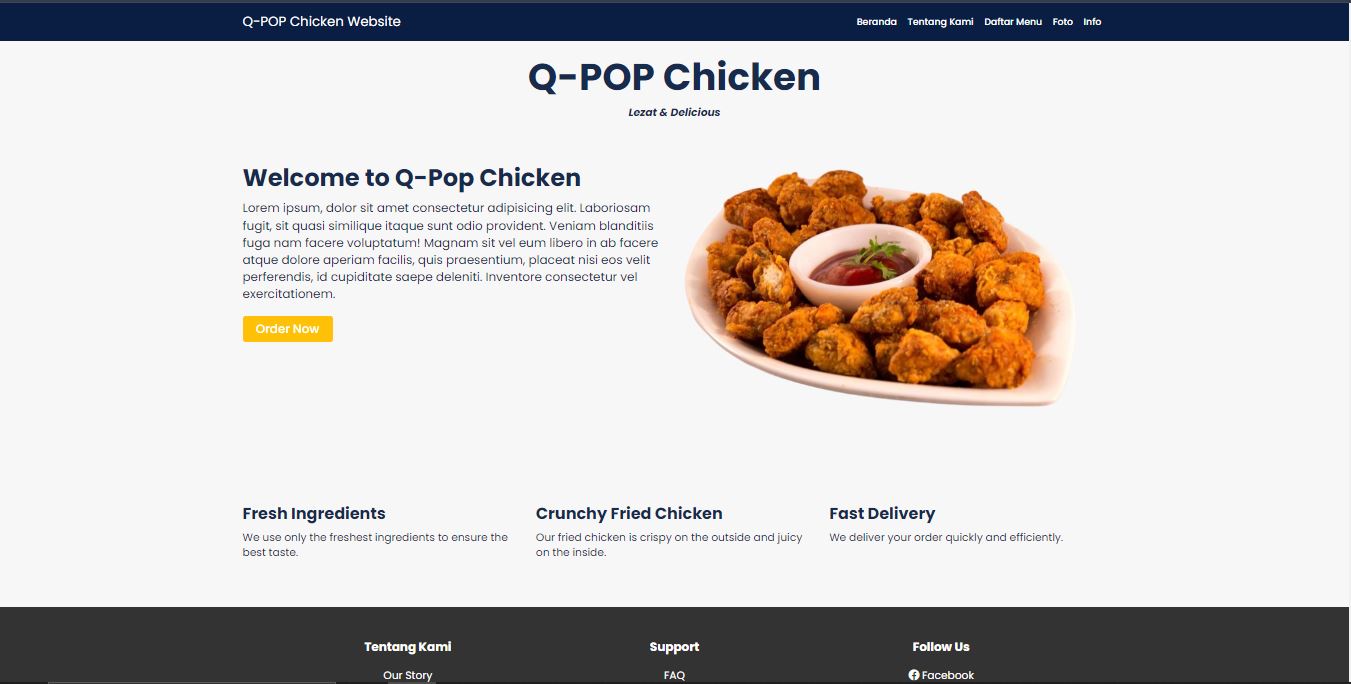 Q-POP Chicken Website
Beranda Tentang Kami Daftar Menu Foto Info
Q-POP Chicken
Lezat & Delicious
Welcome to Q-Pop Chicken
Lorem ipsum, dolor sit amet consectetur adipisicing elit. Laboriosam
fugit, sit quasi similique itaque sunt odio provident. Veniam blanditiis
fuga nam facere voluptatum! Magnam sit vel eum libero in ab facere
atque dolore aperiam facilis, quis praesentium, placeat nisi eos velit
perferendis, id cupiditate saepe deleniti. Inventore consectetur vel
exercitationem.
Order Now
Fresh Ingredients
We use only the freshest ingredients to ensure the
best taste.
Crunchy Fried Chicken
Our fried chicken is crispy on the outside and juicy
on the inside.
Fast Delivery
We deliver your order quickly and efficiently.
Tentang Kami
Our Story
Support
FAQ
Follow Us
Facebook